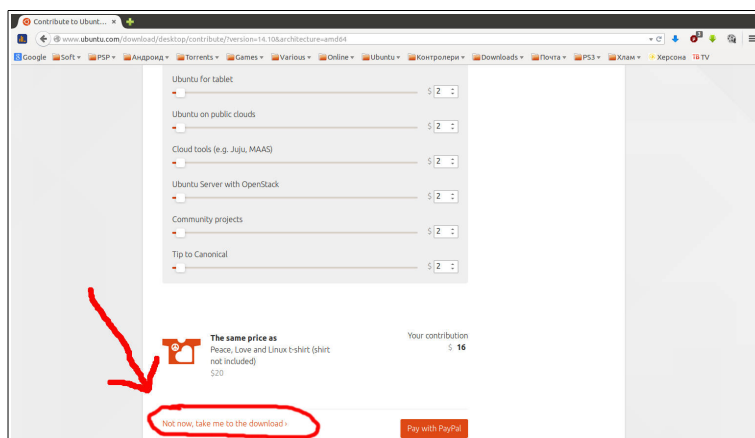 Contribute to Ubunt... ×
www.ubuntu.com/download/desktop/contribute/?version=14.10&architecture=amd64
Google Soft PSP Андроид Torrents Games Various Online Ubuntu Контролери Downloads Почта PS3 Хлам Херсона TV
Ubuntu for tablet
$ 2
Ubuntu on public clouds
$ 2
Cloud tools (e.g. Juju, MAAS)
$ 2
Ubuntu Server with OpenStack
$ 2
Community projects
$ 2
Tip to Canonical
$ 2
The same price as
Peace, Love and Linux t-shirt (shirt
not included)
$20
Your contribution
$ 16
Not now, take me to the download ›
Pay with PayPal